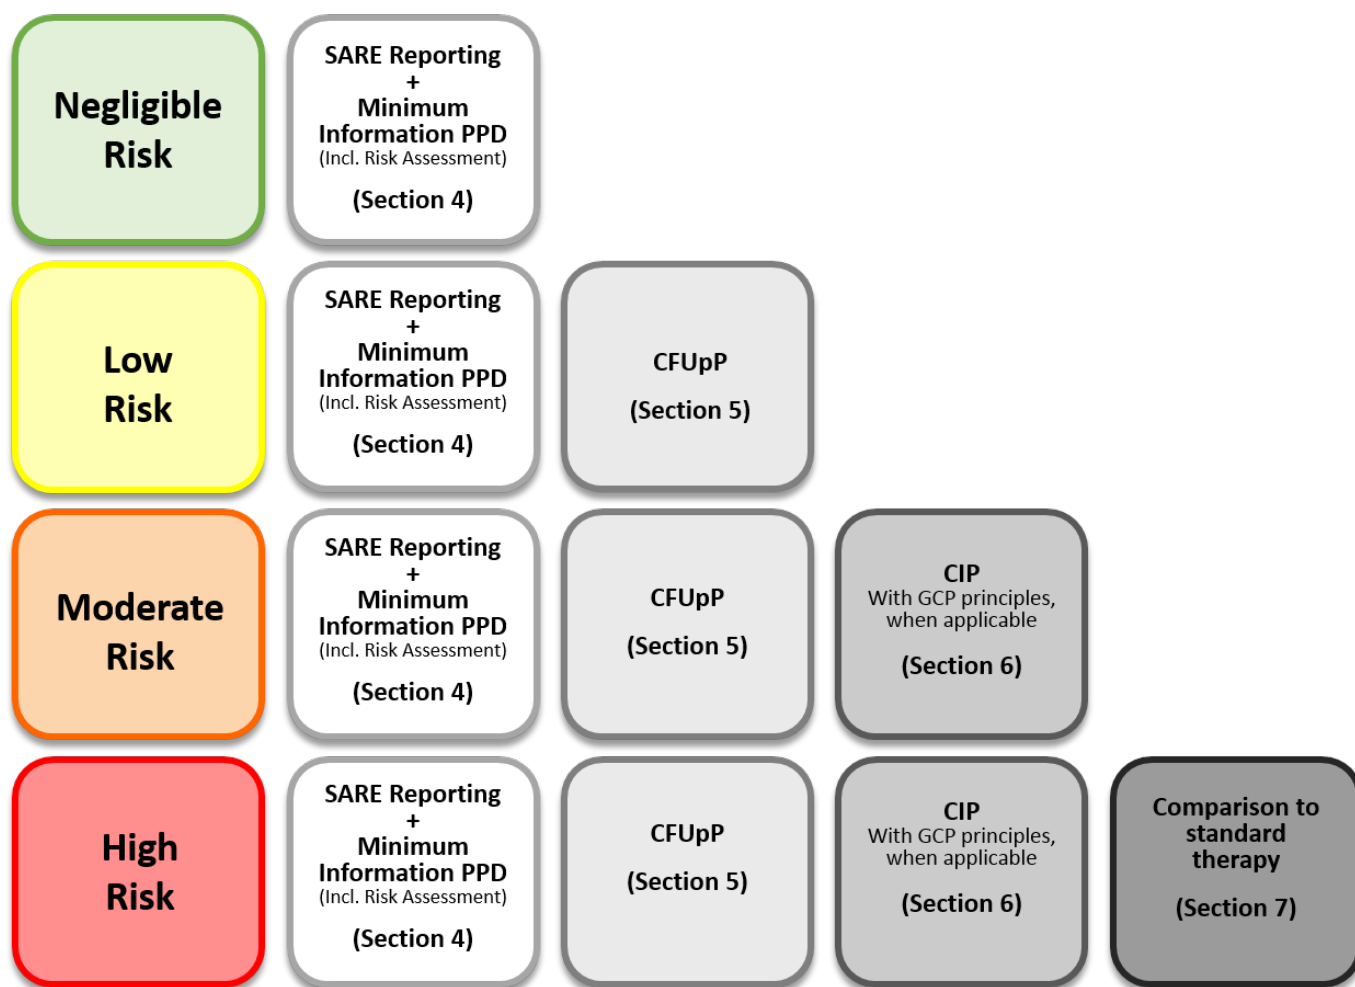 Negligible
Risk
SARE Reporting
+
Minimum
Information PPD
(Incl. Risk Assessment)
(Section 4)
Low
Risk
SARE Reporting
+
Minimum
Information PPD
(Incl. Risk Assessment)
(Section 4)
CFUpP
(Section 5)
Moderate
Risk
SARE Reporting
+
Minimum
Information PPD
(Incl. Risk Assessment)
(Section 4)
CFUpP
(Section 5)
CIP
With GCP principles,
when applicable
(Section 6)
High
Risk
SARE Reporting
+
Minimum
Information PPD
(Incl. Risk Assessment)
(Section 4)
CFUpP
(Section 5)
CIP
With GCP principles,
when applicable
(Section 6)
Comparison to
standard
therapy
(Section 7)